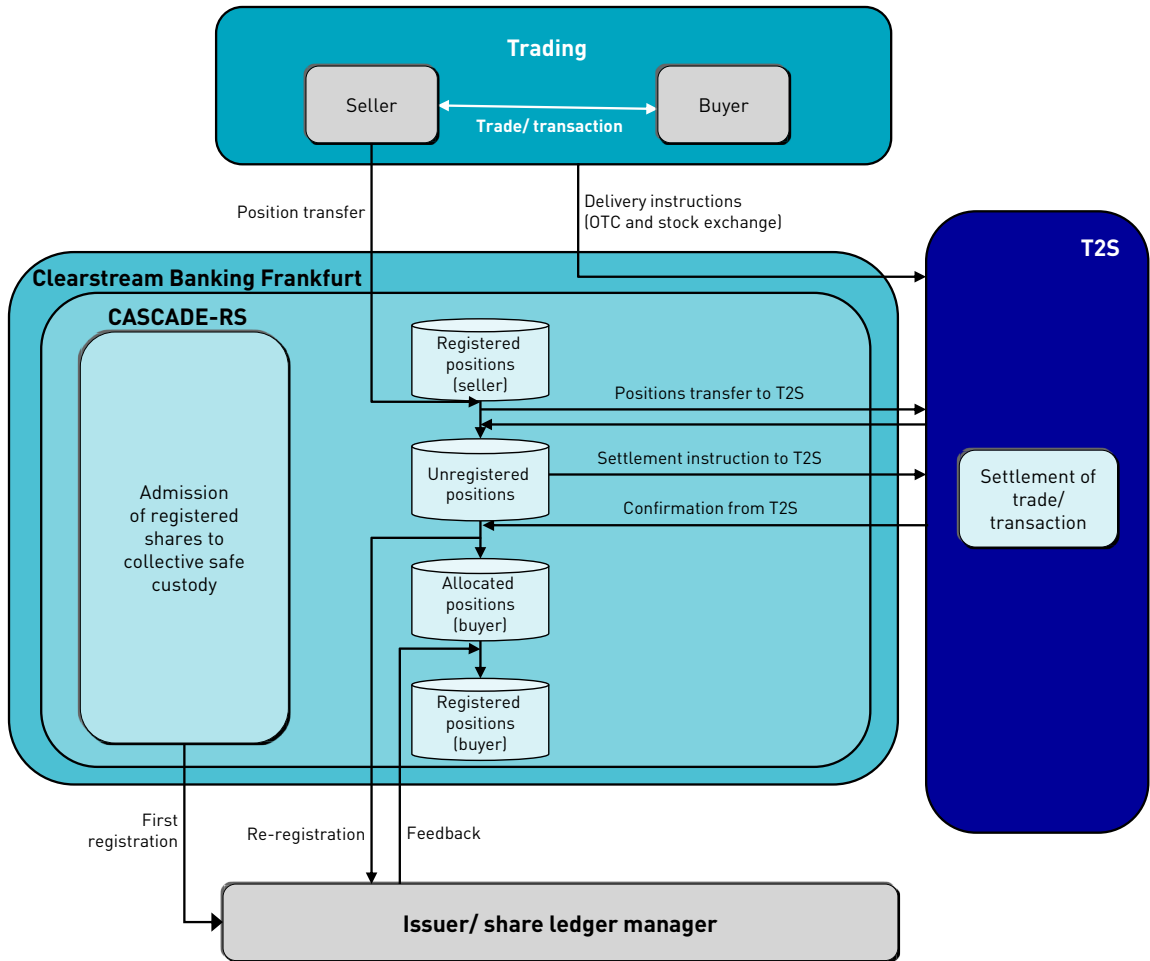 Trading
Seller
Buyer
Trade/ transaction
Position transfer
Delivery instructions
(OTC and stock exchange)
T2S
Clearstream Banking Frankfurt
CASCADE-RS
Registered
positions
(seller)
Positions transfer to T2S
Unregistered
positions
Settlement instruction to T2S
Settlement of
trade/
transaction
Admission
of registered
shares to
collective safe
custody
Confirmation from T2S
Allocated
positions
(buyer)
Registered
positions
(buyer)
First
registration
Re-registration
Feedback
Issuer/ share ledger manager